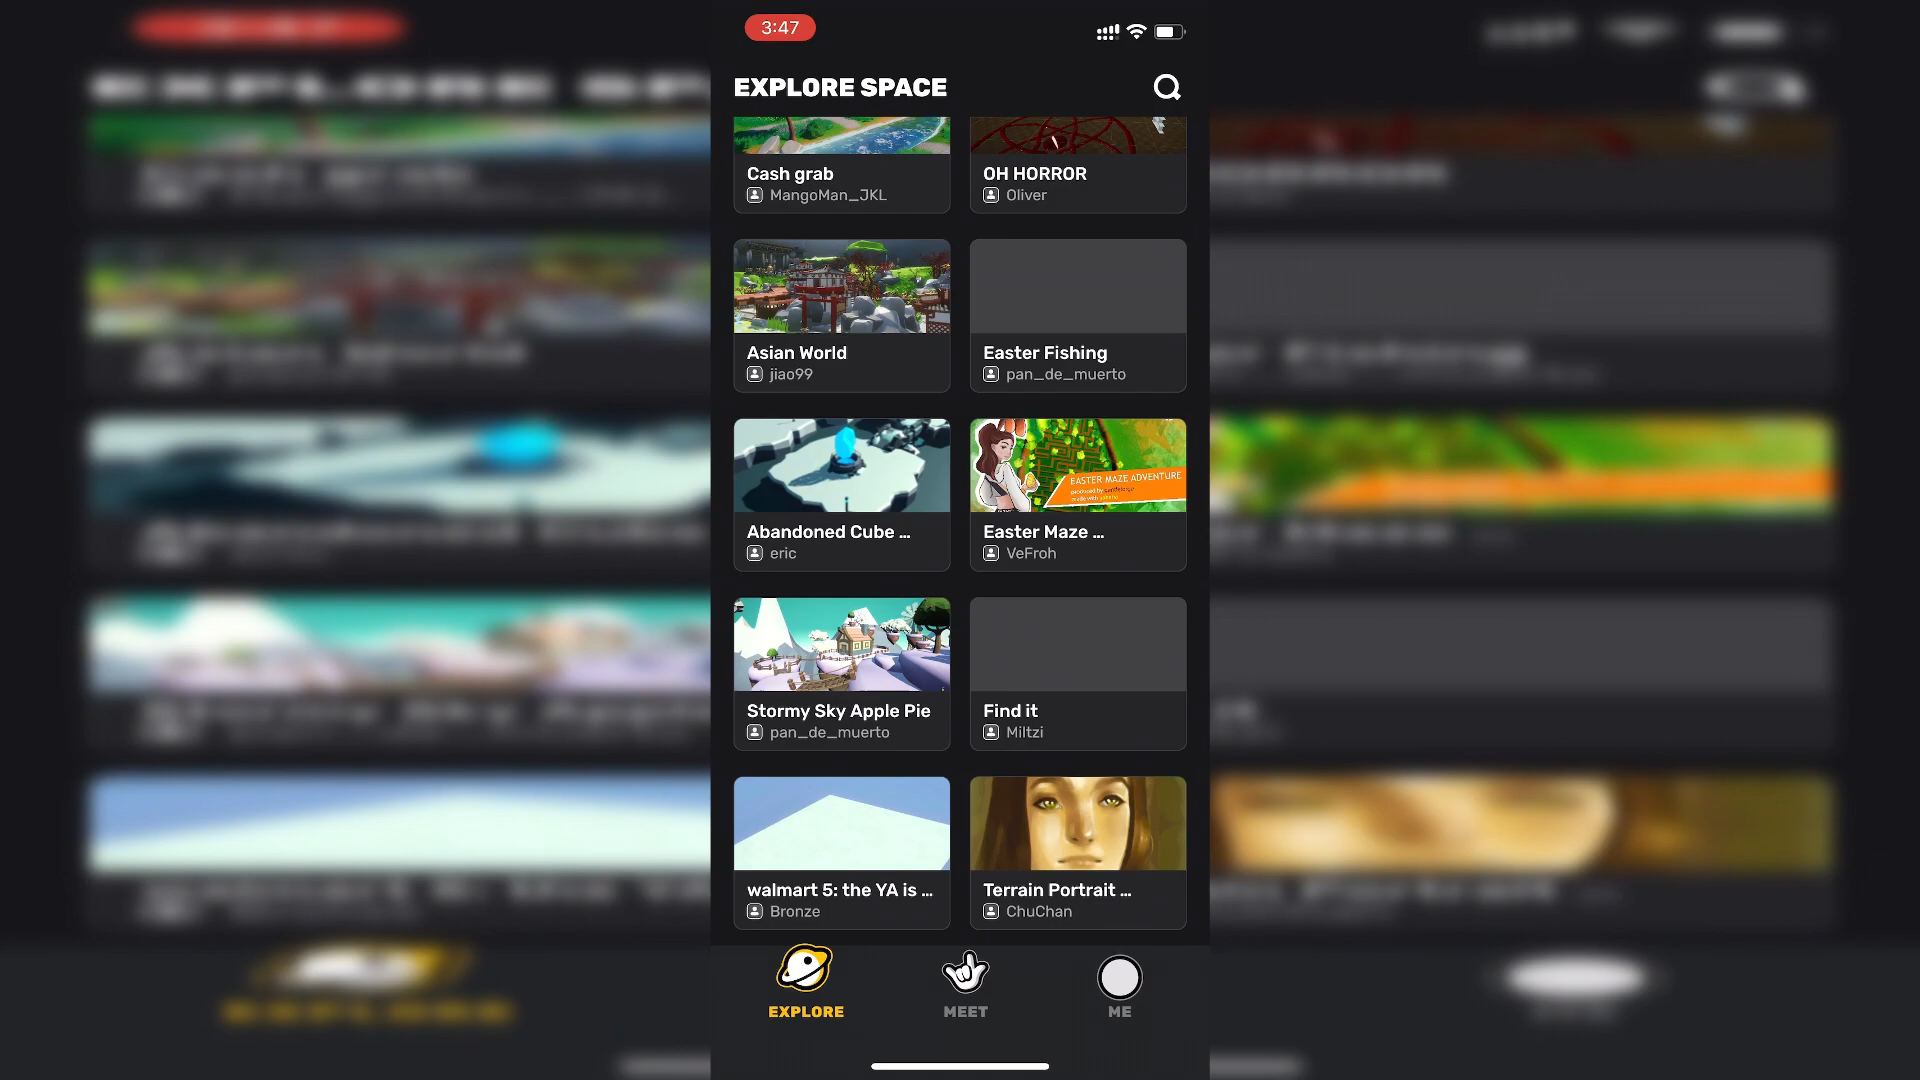 3:47
EXPLORE SPACE
Cash grab
MangoMan_JKL
OH HORROR
Oliver
Asian World
jiao99
Easter Fishing
pan_de_muerto
EASTER MAZE ADVENTURE
Abandoned Cube ...
eric
Easter Maze ...
VeFroh
Stormy Sky Apple Pie
pan_de_muerto
Find it
Miltzi
walmart 5: the YA is ...
Bronze
Terrain Portrait ...
ChuChan
EXPLORE
MEET
ME